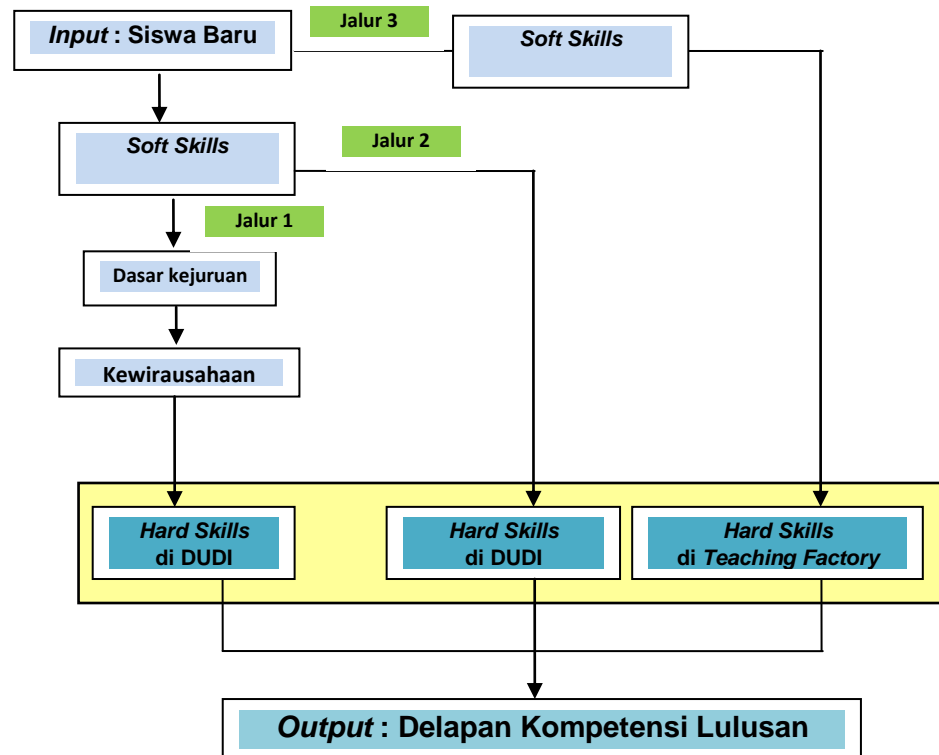 Jalur 3
Input : Siswa Baru
Soft Skills
Soft Skills
Jalur 2
Jalur 1
Dasar kejuruan
Kewirausahaan
Hard Skills
di DUDI
Hard Skills
di DUDI
Hard Skills
di Teaching Factory
Output : Delapan Kompetensi Lulusan